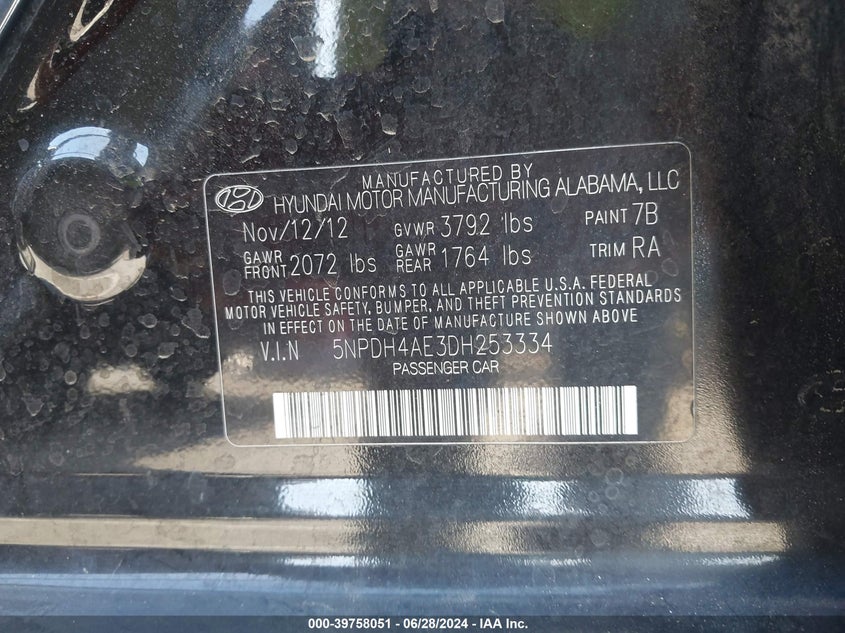 MANUFACTURED BY
HYUNDAI MOTOR MANUFACTURING ALABAMA, LLC
Nov/12/12 GVWR 3792 lbs PAINT 7B
GAWR FRONT 2072 lbs GAWR REAR 1764 lbs TRIM RA
THIS VEHICLE CONFORMS TO ALL APPLICABLE U.S.A. FEDERAL
MOTOR VEHICLE SAFETY, BUMPER, AND THEFT PREVENTION STANDARDS
IN EFFECT ON THE DATE OF MANUFACTURE SHOWN ABOVE.
V.I.N 5NPDH4AE3DH253334
PASSENGER CAR
000-39758051 - 06/28/2024 - IAA Inc.